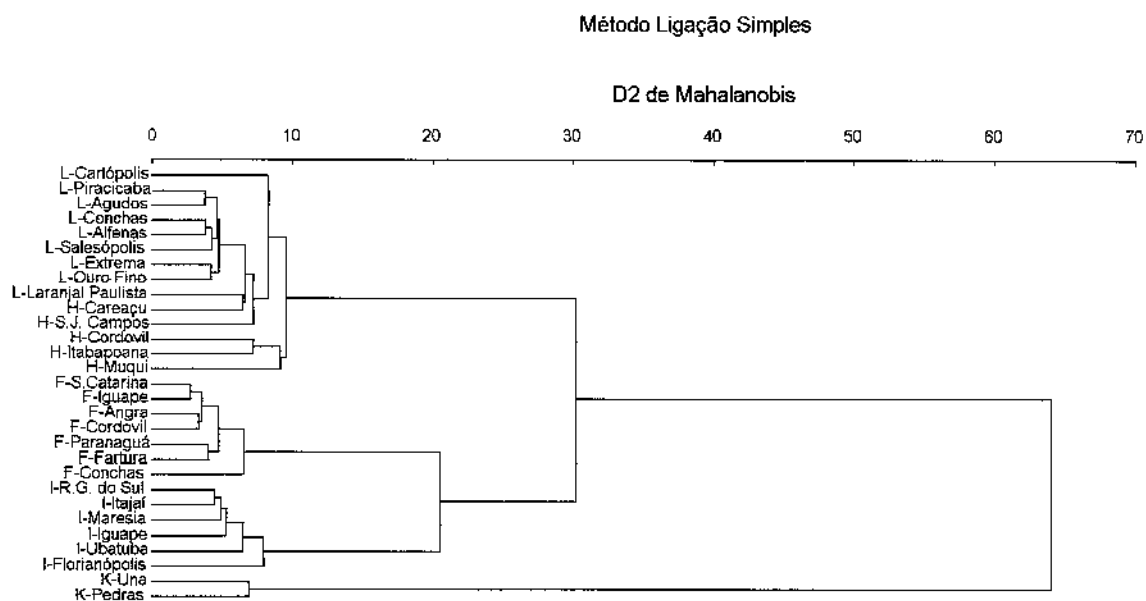 Método Ligação Simples
D2 de Mahalanobis
0 10 20 30 40 50 60 70
L-Carlópolis
L-Piracicaba
L-Agudos
L-Conchas
L-Alfenas
L-Salesópolis
L-Extrema
L-Ouro Fino
L-Laranjal Paulista
H-Careaçu
H-S.J. Campos
H-Cordovil
H-Itabapoana
H-Muqui
F-S.Catarina
F-Iguape
F-Angra
F-Cordovil
F-Paranaguá
F-Fartura
F-Conchas
I-R.G. do Sul
I-Itajaí
I-Maresia
I-Iguape
I-Ubatuba
I-Florianópolis
K-Una
K-Pedras